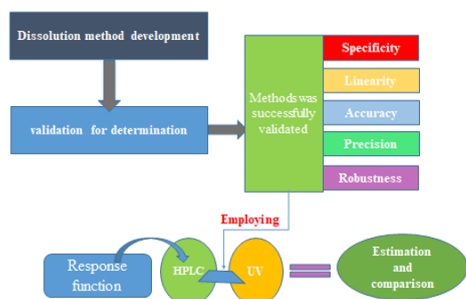 Dissolution method development
validation for determination
Methods was
successfully
validated
Specificity
Linearity
Accuracy
Precision
Robustness
Employing
Response
function
HPLC
UV
Estimation
and
comparison